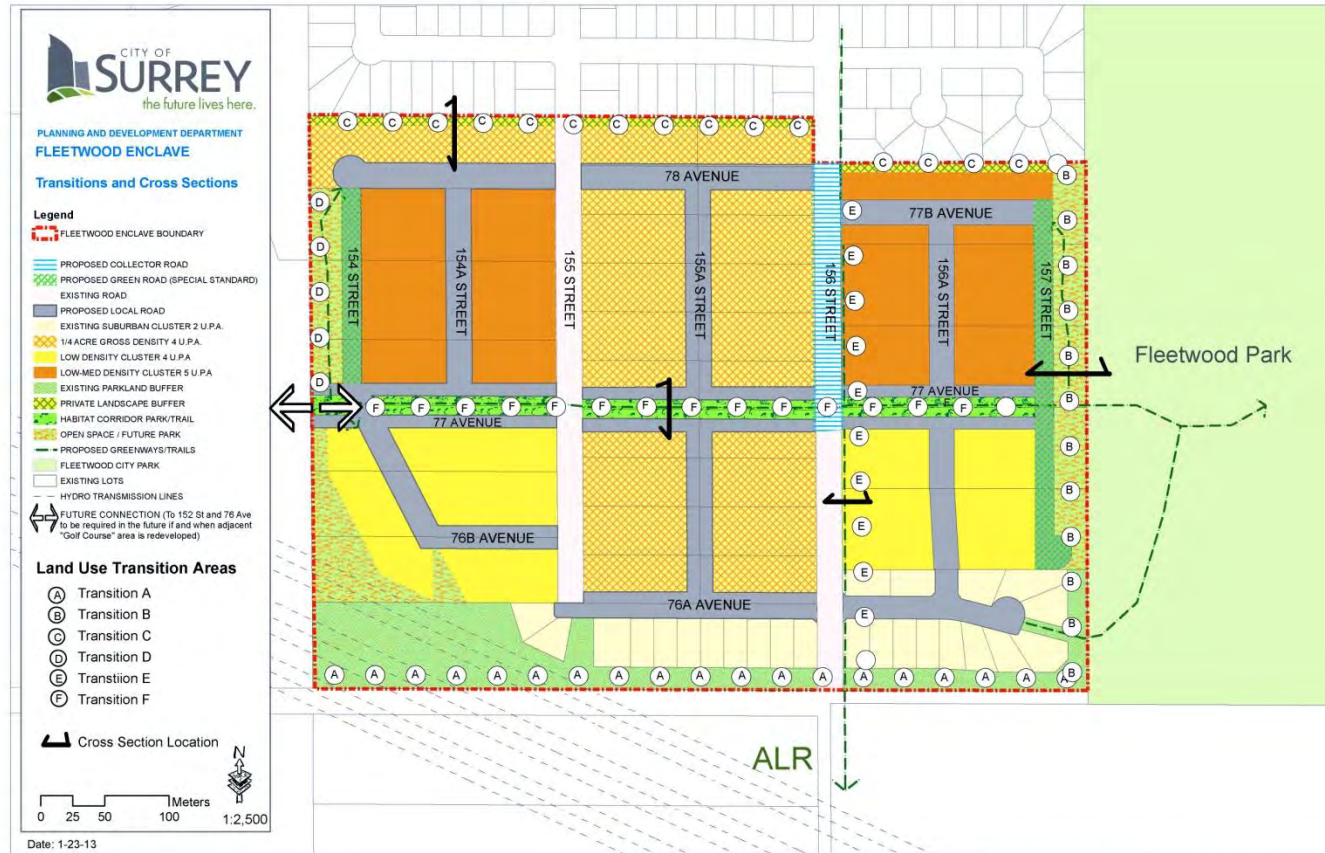 CITY OF
SURREY
the future lives here.
PLANNING AND DEVELOPMENT DEPARTMENT
FLEETWOOD ENCLAVE
Transitions and Cross Sections
Legend
FLEETWOOD ENCLAVE BOUNDARY
PROPOSED COLLECTOR ROAD
PROPOSED GREEN ROAD (SPECIAL STANDARD)
EXISTING ROAD
PROPOSED LOCAL ROAD
EXISTING SUBURBAN CLUSTER 2 U.P.A.
1/4 ACRE GROSS DENSITY 4 U.P.A.
LOW DENSITY CLUSTER 4 U.P.A
LOW-MED DENSITY CLUSTER 5 U.P.A
EXISTING PARKLAND BUFFER
PRIVATE LANDSCAPE BUFFER
HABITAT CORRIDOR PARK/TRAIL
OPEN SPACE / FUTURE PARK
PROPOSED GREENWAYS/TRAILS
FLEETWOOD CITY PARK
EXISTING LOTS
HYDRO TRANSMISSION LINES
FUTURE CONNECTION (To 152 St and 76 Ave
to be required in the future if and when adjacent
"Golf Course" area is redeveloped)
Land Use Transition Areas
A Transition A
B Transition B
C Transition C
D Transition D
E Transtiion E
F Transition F
Cross Section Location
N
Meters
0 25 50 100 1:2,500
Date: 1-23-13
C C C C C C C C C C C
78 AVENUE
C C C C
77B AVENUE
154 STREET
154A STREET
155 STREET
155A STREET
156 STREET
156A STREET
157 STREET
D D D D D
E E E E E E E E E E
B B B B B B B B B B B B
Fleetwood Park
77 AVENUE
F F F F F F F F F F F F F F
77 AVENUE
76B AVENUE
76A AVENUE
A A A A A A A A A A A A A A A A A A
ALR